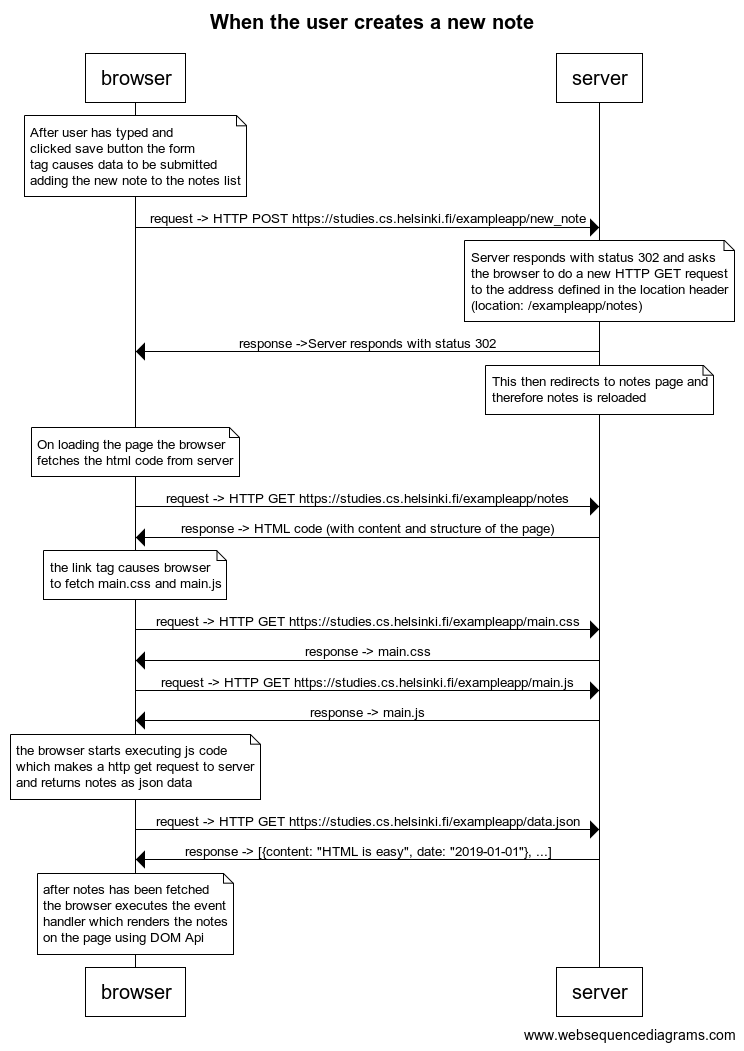 When the user creates a new note
browser
server
After user has typed and
clicked save button the form
tag causes data to be submitted
adding the new note to the notes list
request -> HTTP POST https://studies.cs.helsinki.fi/exampleapp/new_note
Server responds with status 302 and asks
the browser to do a new HTTP GET request
to the address defined in the location header
(location: /exampleapp/notes)
response ->Server responds with status 302
This then redirects to notes page and
therefore notes is reloaded
On loading the page the browser
fetches the html code from server
request -> HTTP GET https://studies.cs.helsinki.fi/exampleapp/notes
response -> HTML code (with content and structure of the page)
the link tag causes browser
to fetch main.css and main.js
request -> HTTP GET https://studies.cs.helsinki.fi/exampleapp/main.css
response -> main.css
request -> HTTP GET https://studies.cs.helsinki.fi/exampleapp/main.js
response -> main.js
the browser starts executing js code
which makes a http get request to server
and returns notes as json data
request -> HTTP GET https://studies.cs.helsinki.fi/exampleapp/data.json
response -> [{content: "HTML is easy", date: "2019-01-01"}, ...]
after notes has been fetched
the browser executes the event
handler which renders the notes
on the page using DOM Api
browser
server
www.websequencediagrams.com